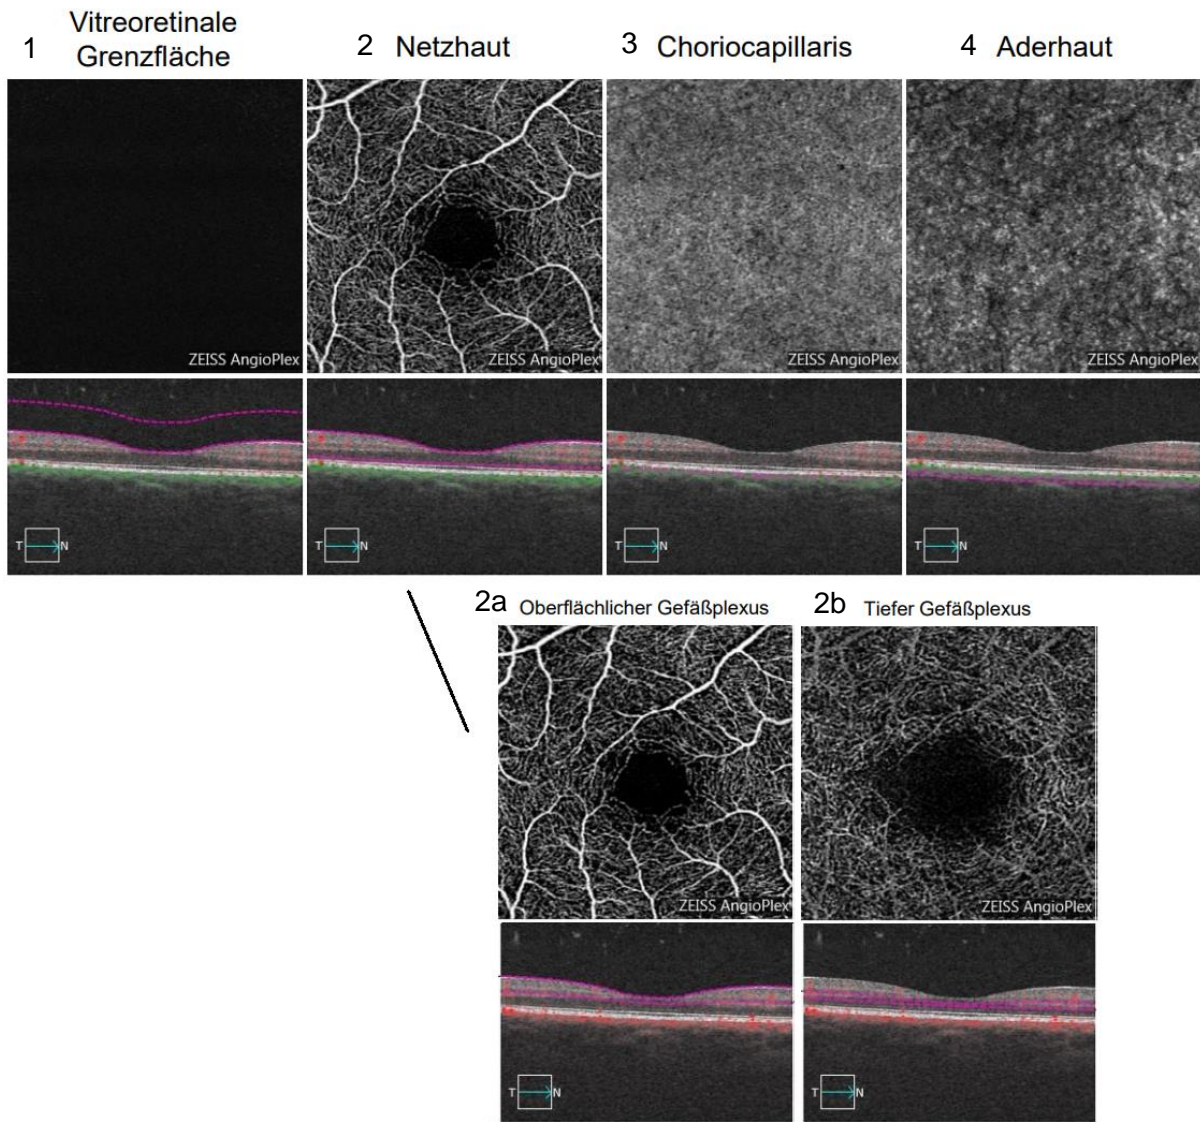 1 Vitreoretinale
Grenzfläche
2 Netzhaut
3 Choriocapillaris
4 Aderhaut
ZEISS AngioPlex
ZEISS AngioPlex
ZEISS AngioPlex
ZEISS AngioPlex
T N
T N
T N
T N
2a Oberflächlicher Gefäßplexus
2b Tiefer Gefäßplexus
ZEISS AngioPlex
ZEISS AngioPlex
T N
T N